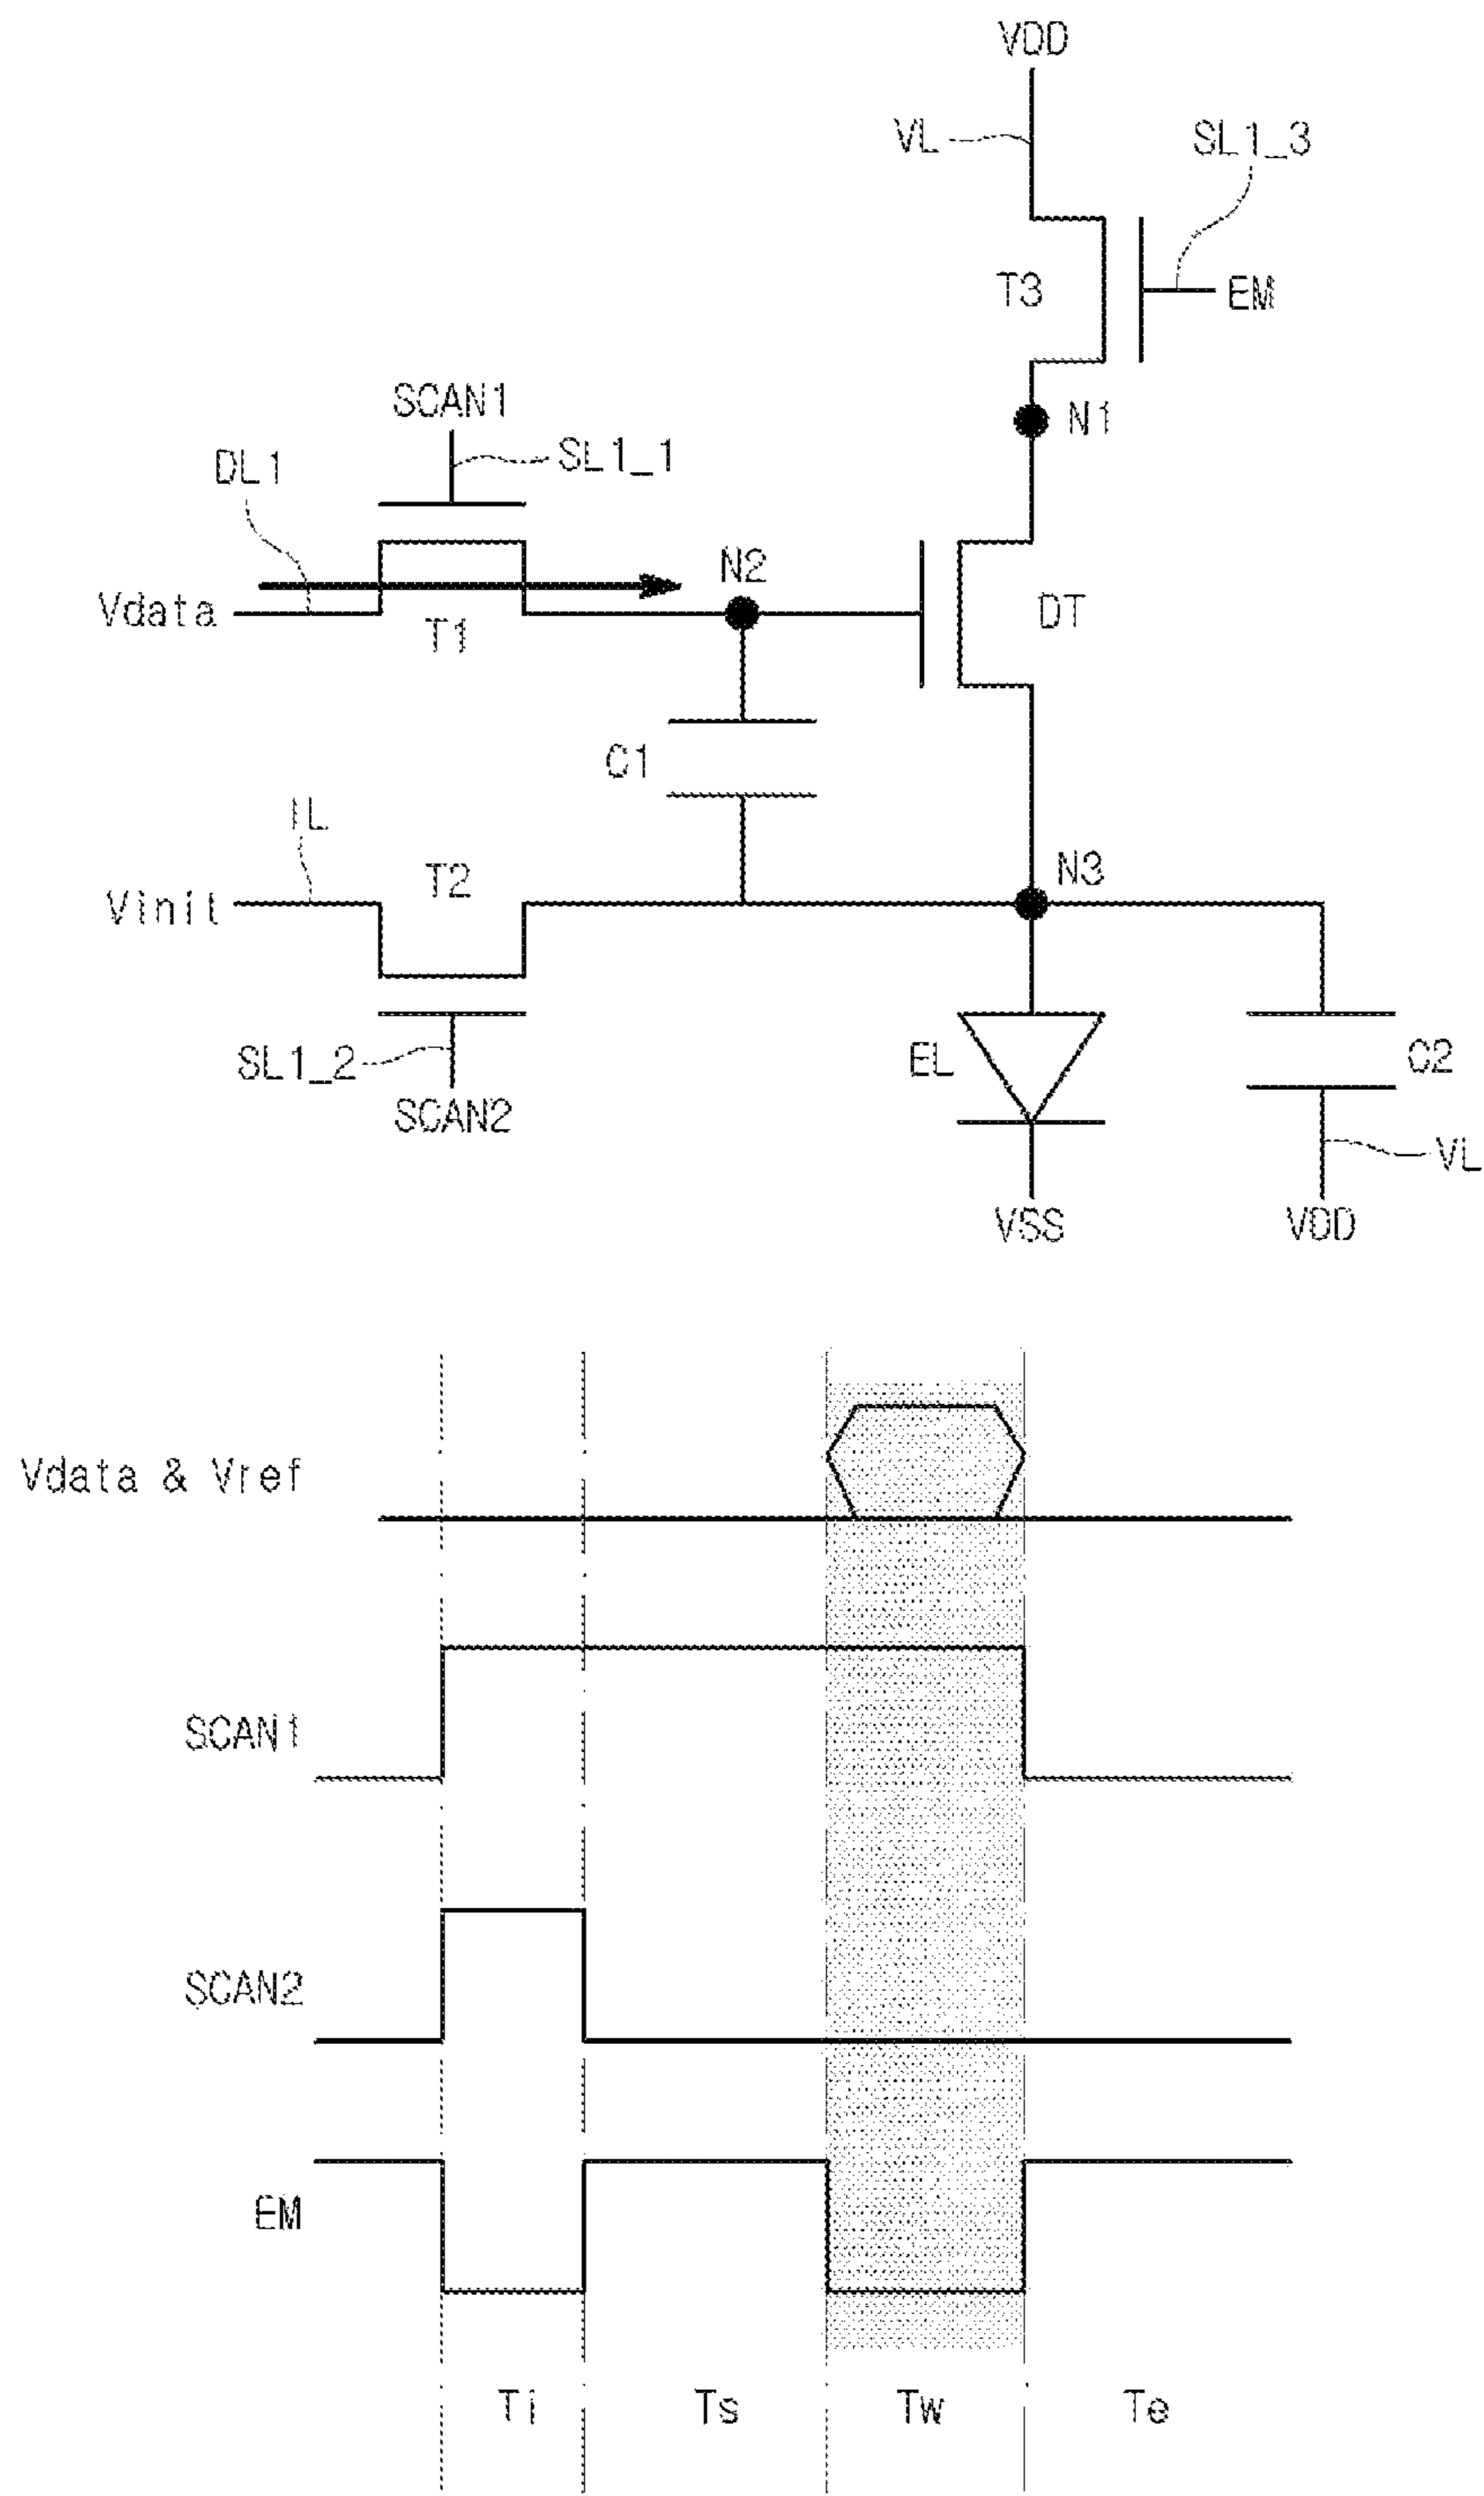 VDD
VL
SL1_3
T3
EM
SCAN1
N1
SL1_1
DL1
N2
Vdata
T1
DT
C1
IL
T2
N3
Vinit
SL1_2
EL
C2
SCAN2
VL
VSS
VDD
Vdata & Vref
SCAN1
SCAN2
EM
Ti
Ts
Tw
Te